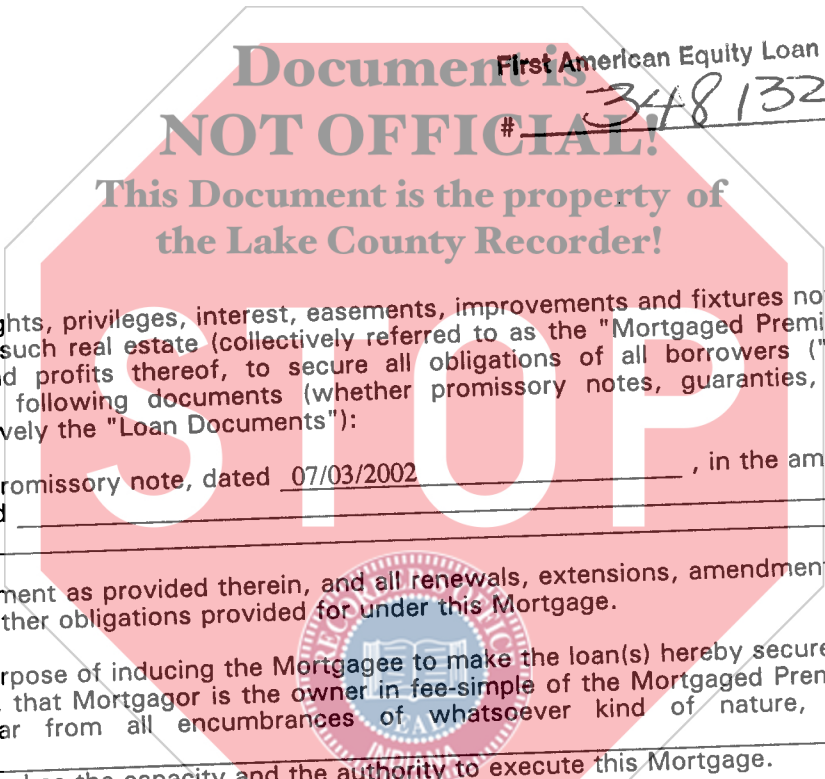 First American Equity Loan
# 348132
Document is
NOT OFFICIAL!
This Document is the property of
the Lake County Recorder!
STOP
ghts, privileges, interest, easements, improvements and fixtures no
such real estate (collectively referred to as the "Mortgaged Premi
d profits thereof, to secure all obligations of all borrowers ("
following documents (whether promissory notes, guaranties,
vely the "Loan Documents"):
romissory note, dated 07/03/2002 , in the am
d
ment as provided therein, and all renewals, extensions, amendment
ther obligations provided for under this Mortgage.
rpose of inducing the Mortgagee to make the loan(s) hereby secure
, that Mortgagor is the owner in fee-simple of the Mortgaged Prem
ar from all encumbrances of whatsoever kind of nature,
RECORDER'S OFFICE
SEAL
INDIANA
has the capacity and the authority to execute this Mortgage.